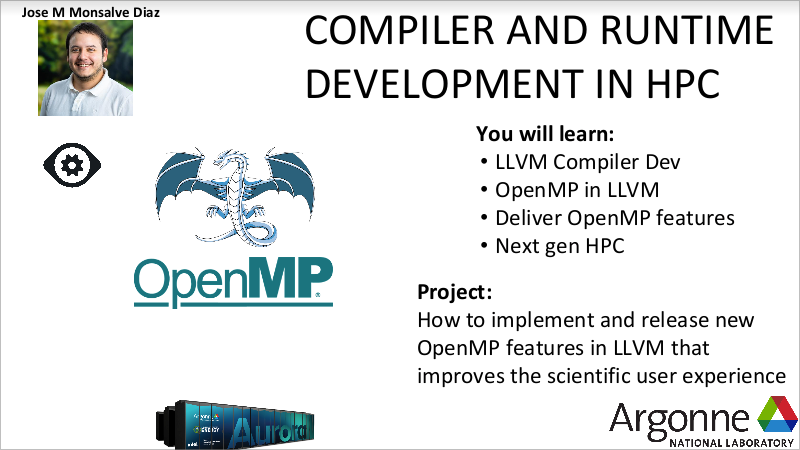 Jose M Monsalve Diaz
COMPILER AND RUNTIME
DEVELOPMENT IN HPC
You will learn:
• LLVM Compiler Dev
• OpenMP in LLVM
• Deliver OpenMP features
• Next gen HPC
OpenMP®
Project:
How to implement and release new
OpenMP features in LLVM that
improves the scientific user experience
Argonne
Aurora
Argonne
NATIONAL LABORATORY